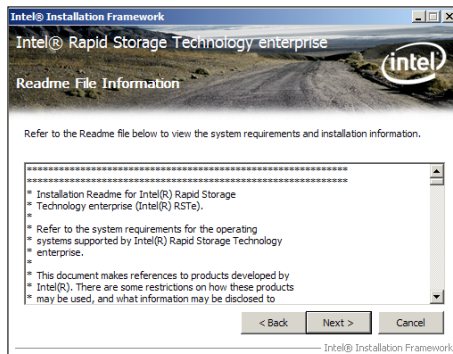 Intel® Installation Framework
Intel® Rapid Storage Technology enterprise
intel
Readme File Information
Refer to the Readme file below to view the system requirements and installation information.
************************************************************
************************************************************
* Installation Readme for Intel(R) Rapid Storage
* Technology enterprise (Intel(R) RSTe).
*
* Refer to the system requirements for the operating
* systems supported by Intel(R) Rapid Storage Technology
* enterprise.
*
* This document makes references to products developed by
* Intel(R). There are some restrictions on how these products
* may be used, and what information may be disclosed to
< Back Next > Cancel
Intel® Installation Framework